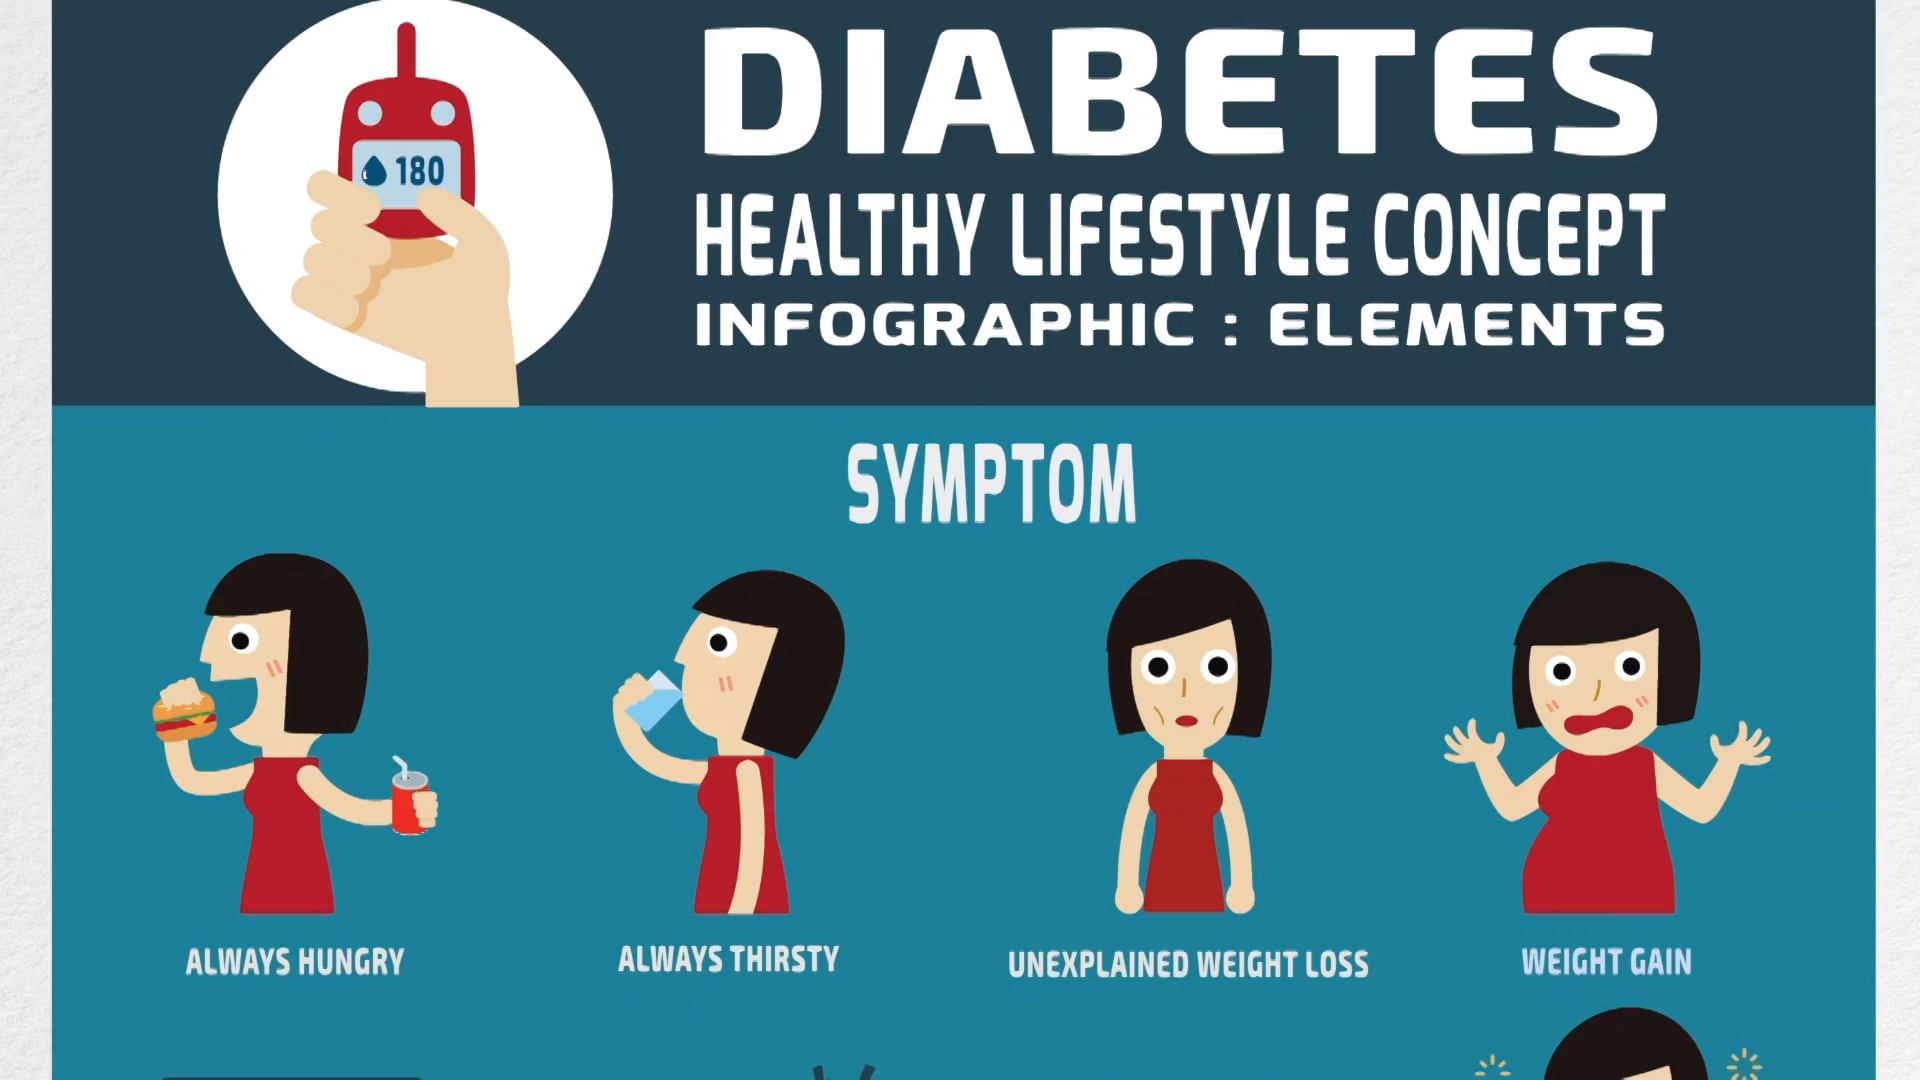 180
DIABETES
HEALTHY LIFESTYLE CONCEPT
INFOGRAPHIC : ELEMENTS
SYMPTOM
ALWAYS HUNGRY
ALWAYS THIRSTY
UNEXPLAINED WEIGHT LOSS
WEIGHT GAIN